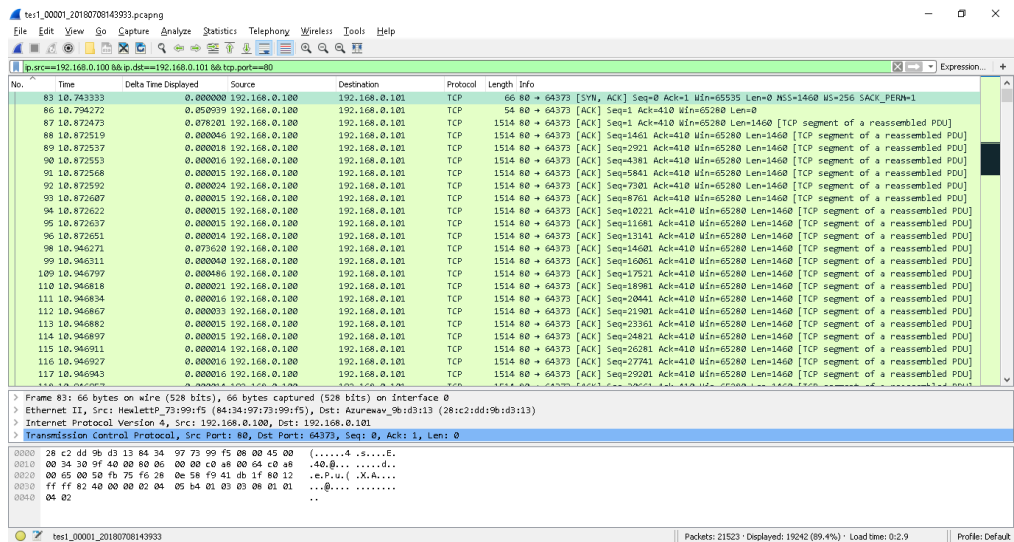 tes1_00001_20180708143933.pcapng
File Edit View Go Capture Analyze Statistics Telephony Wireless Tools Help
ip.src==192.168.0.100 && ip.dst==192.168.0.101 && tcp.port==80 Expression... +
No. Time Delta Time Displayed Source Destination Protocol Length Info
83 10.743333 0.000000 192.168.0.100 192.168.0.101 TCP 66 80 → 64373 [SYN, ACK] Seq=0 Ack=1 Win=65535 Len=0 MSS=1460 WS=256 SACK_PERM=1
86 10.794272 0.050939 192.168.0.100 192.168.0.101 TCP 54 80 → 64373 [ACK] Seq=1 Ack=410 Win=65280 Len=0
87 10.872473 0.078201 192.168.0.100 192.168.0.101 TCP 1514 80 → 64373 [ACK] Seq=1 Ack=410 Win=65280 Len=1460 [TCP segment of a reassembled PDU]
88 10.872519 0.000046 192.168.0.100 192.168.0.101 TCP 1514 80 → 64373 [ACK] Seq=1461 Ack=410 Win=65280 Len=1460 [TCP segment of a reassembled PDU]
89 10.872537 0.000018 192.168.0.100 192.168.0.101 TCP 1514 80 → 64373 [ACK] Seq=2921 Ack=410 Win=65280 Len=1460 [TCP segment of a reassembled PDU]
90 10.872553 0.000016 192.168.0.100 192.168.0.101 TCP 1514 80 → 64373 [ACK] Seq=4381 Ack=410 Win=65280 Len=1460 [TCP segment of a reassembled PDU]
91 10.872568 0.000015 192.168.0.100 192.168.0.101 TCP 1514 80 → 64373 [ACK] Seq=5841 Ack=410 Win=65280 Len=1460 [TCP segment of a reassembled PDU]
92 10.872592 0.000024 192.168.0.100 192.168.0.101 TCP 1514 80 → 64373 [ACK] Seq=7301 Ack=410 Win=65280 Len=1460 [TCP segment of a reassembled PDU]
93 10.872607 0.000015 192.168.0.100 192.168.0.101 TCP 1514 80 → 64373 [ACK] Seq=8761 Ack=410 Win=65280 Len=1460 [TCP segment of a reassembled PDU]
94 10.872622 0.000015 192.168.0.100 192.168.0.101 TCP 1514 80 → 64373 [ACK] Seq=10221 Ack=410 Win=65280 Len=1460 [TCP segment of a reassembled PDU]
95 10.872637 0.000015 192.168.0.100 192.168.0.101 TCP 1514 80 → 64373 [ACK] Seq=11681 Ack=410 Win=65280 Len=1460 [TCP segment of a reassembled PDU]
96 10.872651 0.000014 192.168.0.100 192.168.0.101 TCP 1514 80 → 64373 [ACK] Seq=13141 Ack=410 Win=65280 Len=1460 [TCP segment of a reassembled PDU]
98 10.946271 0.073620 192.168.0.100 192.168.0.101 TCP 1514 80 → 64373 [ACK] Seq=14601 Ack=410 Win=65280 Len=1460 [TCP segment of a reassembled PDU]
99 10.946311 0.000040 192.168.0.100 192.168.0.101 TCP 1514 80 → 64373 [ACK] Seq=16061 Ack=410 Win=65280 Len=1460 [TCP segment of a reassembled PDU]
109 10.946797 0.000486 192.168.0.100 192.168.0.101 TCP 1514 80 → 64373 [ACK] Seq=17521 Ack=410 Win=65280 Len=1460 [TCP segment of a reassembled PDU]
110 10.946818 0.000021 192.168.0.100 192.168.0.101 TCP 1514 80 → 64373 [ACK] Seq=18981 Ack=410 Win=65280 Len=1460 [TCP segment of a reassembled PDU]
111 10.946834 0.000016 192.168.0.100 192.168.0.101 TCP 1514 80 → 64373 [ACK] Seq=20441 Ack=410 Win=65280 Len=1460 [TCP segment of a reassembled PDU]
112 10.946867 0.000033 192.168.0.100 192.168.0.101 TCP 1514 80 → 64373 [ACK] Seq=21901 Ack=410 Win=65280 Len=1460 [TCP segment of a reassembled PDU]
113 10.946882 0.000015 192.168.0.100 192.168.0.101 TCP 1514 80 → 64373 [ACK] Seq=23361 Ack=410 Win=65280 Len=1460 [TCP segment of a reassembled PDU]
114 10.946897 0.000015 192.168.0.100 192.168.0.101 TCP 1514 80 → 64373 [ACK] Seq=24821 Ack=410 Win=65280 Len=1460 [TCP segment of a reassembled PDU]
115 10.946911 0.000014 192.168.0.100 192.168.0.101 TCP 1514 80 → 64373 [ACK] Seq=26281 Ack=410 Win=65280 Len=1460 [TCP segment of a reassembled PDU]
116 10.946927 0.000016 192.168.0.100 192.168.0.101 TCP 1514 80 → 64373 [ACK] Seq=27741 Ack=410 Win=65280 Len=1460 [TCP segment of a reassembled PDU]
117 10.946943 0.000016 192.168.0.100 192.168.0.101 TCP 1514 80 → 64373 [ACK] Seq=29201 Ack=410 Win=65280 Len=1460 [TCP segment of a reassembled PDU]
> Frame 83: 66 bytes on wire (528 bits), 66 bytes captured (528 bits) on interface 0
> Ethernet II, Src: HewlettP_73:99:f5 (84:34:97:73:99:f5), Dst: Azurewav_9b:d3:13 (28:c2:dd:9b:d3:13)
> Internet Protocol Version 4, Src: 192.168.0.100, Dst: 192.168.0.101
> Transmission Control Protocol, Src Port: 80, Dst Port: 64373, Seq: 0, Ack: 1, Len: 0
0000 28 c2 dd 9b d3 13 84 34 97 73 99 f5 08 00 45 00 (......4 .s....E.
0010 00 34 30 9f 40 00 80 06 00 00 c0 a8 00 64 c0 a8 .40.@... .....d..
0020 00 65 00 50 fb 75 f6 28 0e 58 f9 41 db 1f 80 12 .e.P.u.( .X.A....
0030 ff ff 82 40 00 00 02 04 05 b4 01 03 03 08 01 01 ...@.... ........
0040 04 02 ..
tes1_00001_20180708143933 Packets: 21523 · Displayed: 19242 (89.4%) · Load time: 0:2.9 Profile: Default